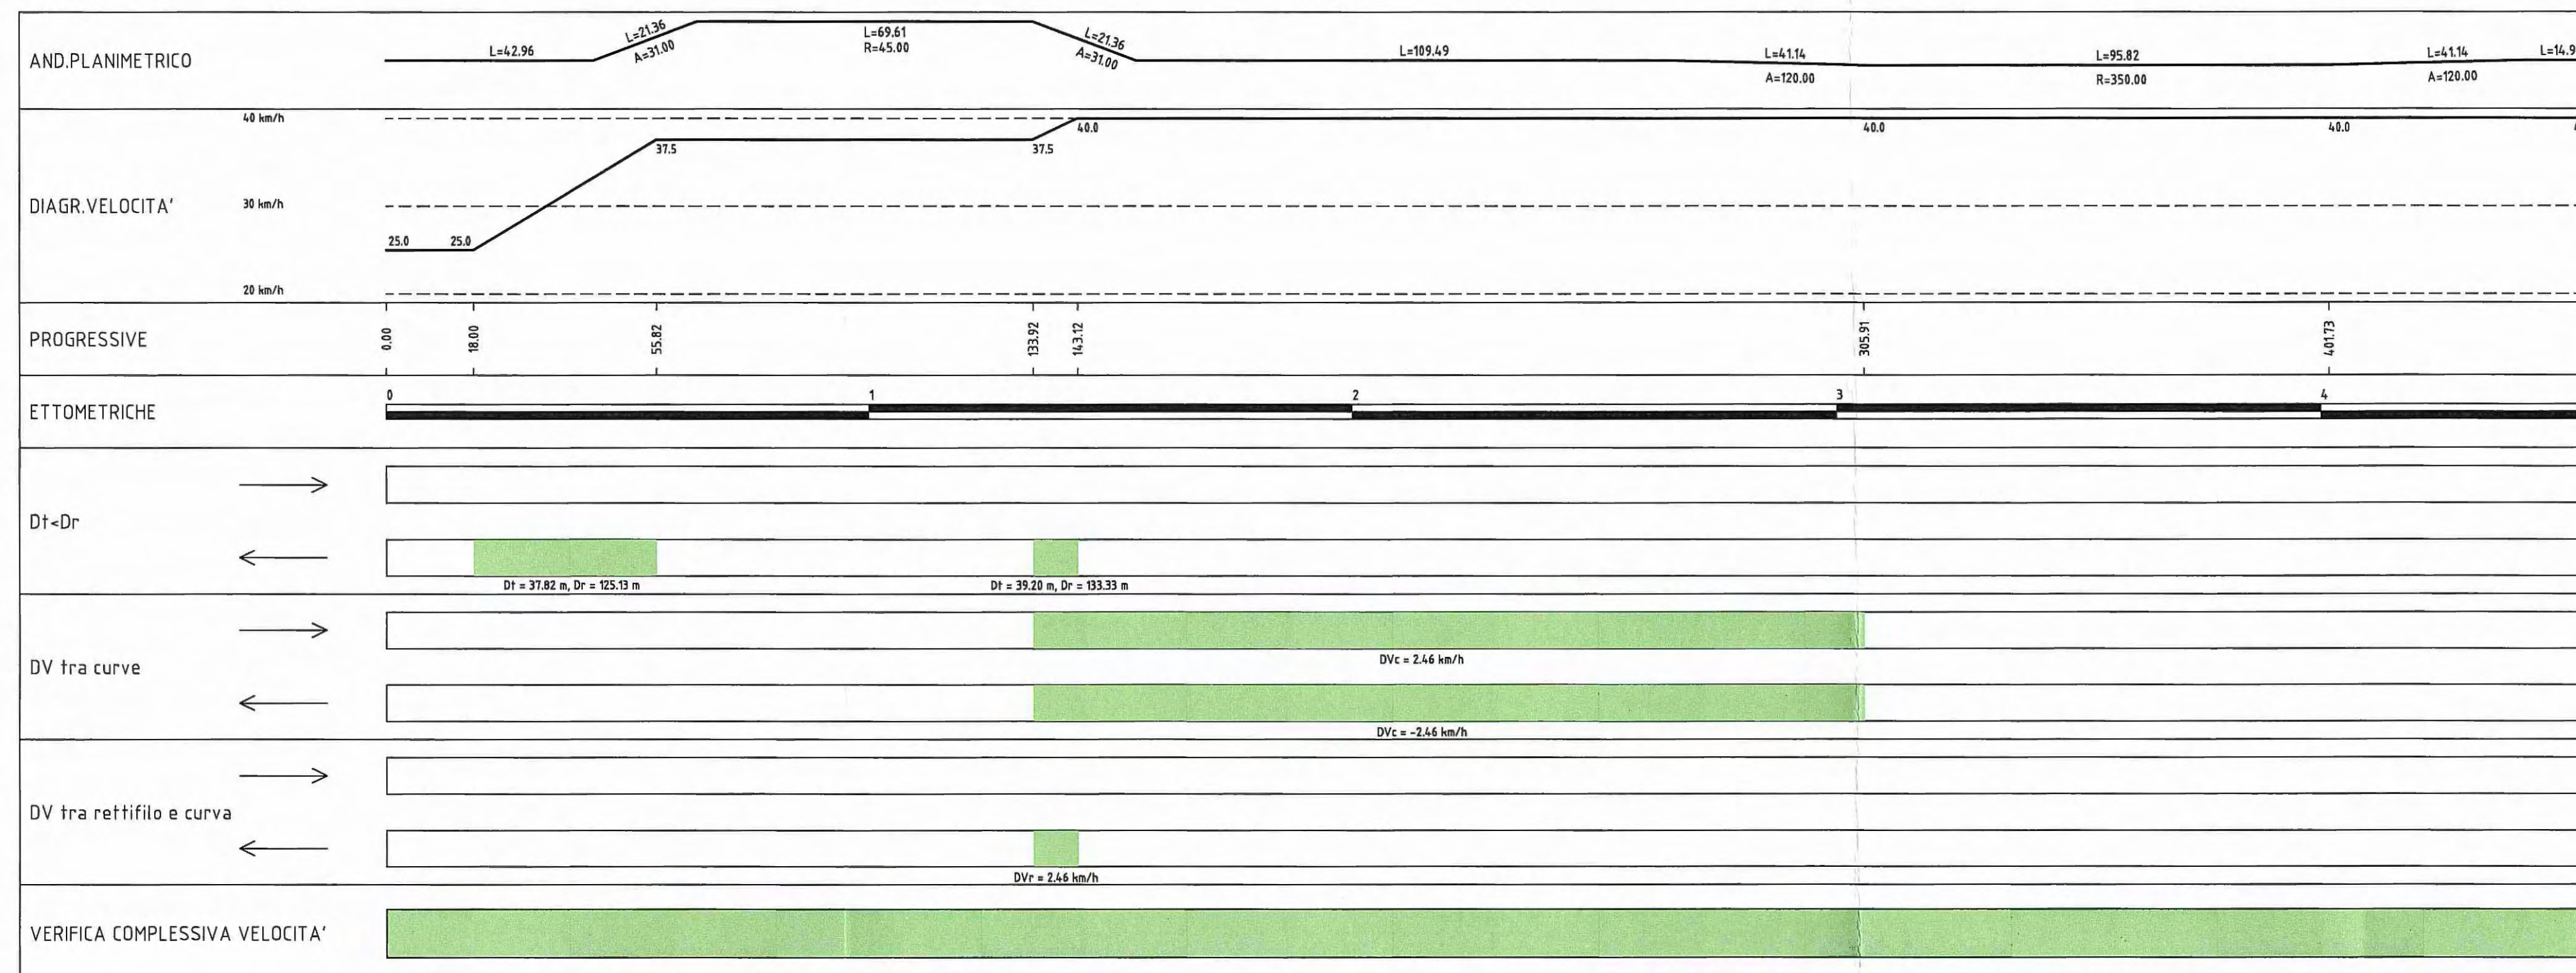 AND.PLANIMETRICO
L=42.96
L=21.36
A=31.00
L=69.61
R=45.00
L=21.36
A=31.00
L=109.49
L=41.14
A=120.00
L=95.82
R=350.00
L=41.14
A=120.00
L=14.9
DIAGR.VELOCITA'
40 km/h
30 km/h
20 km/h
25.0 25.0
37.5
37.5
40.0
40.0
40.0
PROGRESSIVE
0.00
18.00
55.82
133.92
143.12
305.91
401.73
ETTOMETRICHE
0 1 2 3 4
Dt<Dr
Dt = 37.82 m, Dr = 125.13 m
Dt = 39.20 m, Dr = 133.33 m
DV tra curve
DVc = 2.46 km/h
DVc = -2.46 km/h
DV tra rettifilo e curva
DVr = 2.46 km/h
VERIFICA COMPLESSIVA VELOCITA'